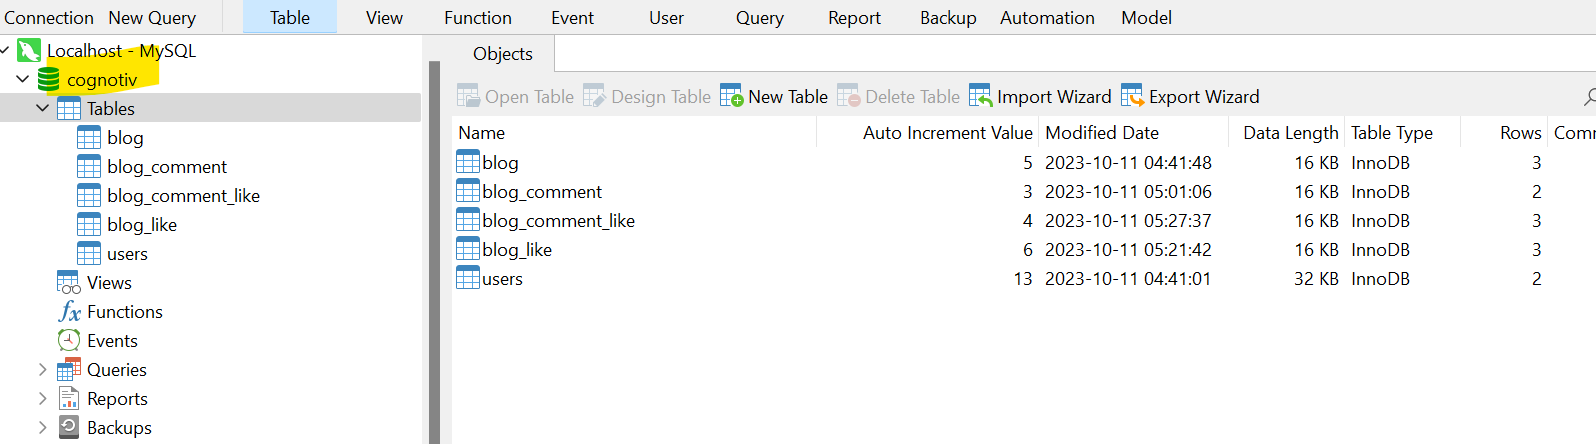 Connection New Query Table View Function Event User Query Report Backup Automation Model
Localhost - MySQL
cognotiv
Tables
blog
blog_comment
blog_comment_like
blog_like
users
Views
Functions
Events
Queries
Reports
Backups
Objects
Open Table Design Table New Table Delete Table Import Wizard Export Wizard
Name Auto Increment Value Modified Date Data Length Table Type Rows Comm
blog 5 2023-10-11 04:41:48 16 KB InnoDB 3
blog_comment 3 2023-10-11 05:01:06 16 KB InnoDB 2
blog_comment_like 4 2023-10-11 05:27:37 16 KB InnoDB 3
blog_like 6 2023-10-11 05:21:42 16 KB InnoDB 3
users 13 2023-10-11 04:41:01 32 KB InnoDB 2